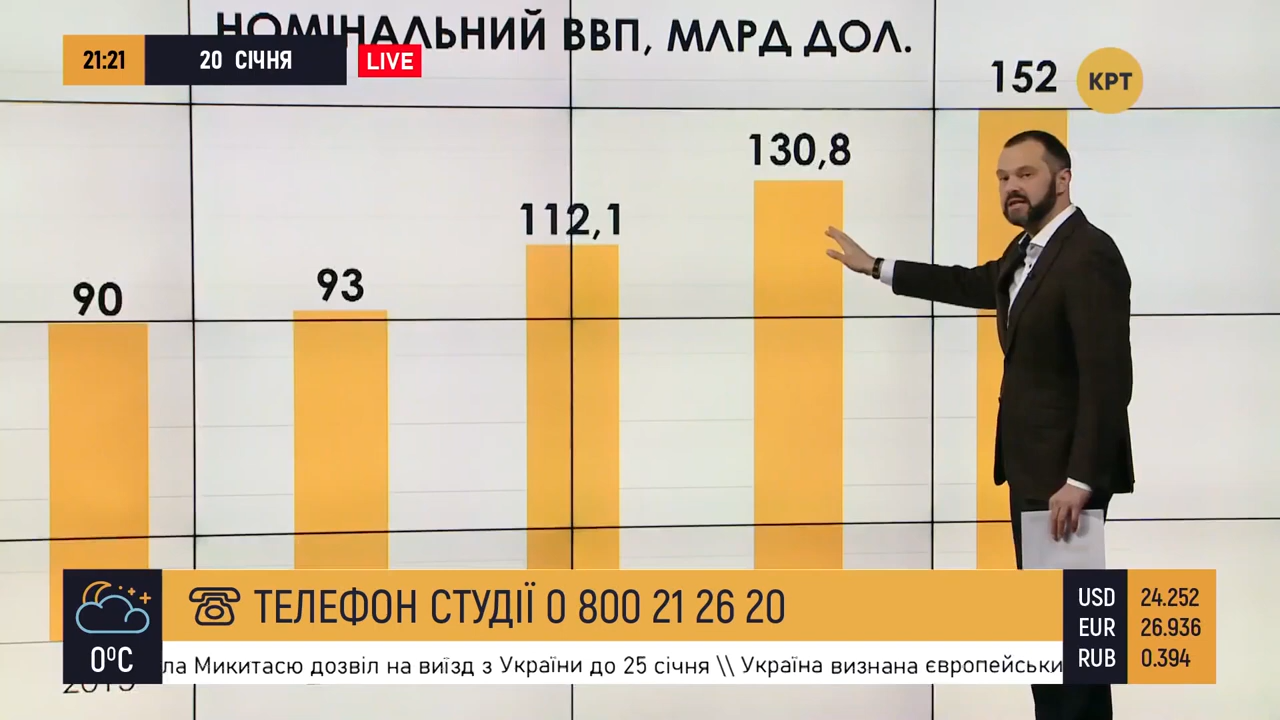 НОМІНАЛЬНИЙ ВВП, МЛРД ДОЛ.
21:21
20 СІЧНЯ
LIVE
152
КРТ
130,8
112,1
93
90
ТЕЛЕФОН СТУДІЇ 0 800 21 26 20
USD 24.252
EUR 26.936
RUB 0.394
0°C
ла Микитасю дозвіл на виїзд з України до 25 січня \\ Україна визнана європейськи